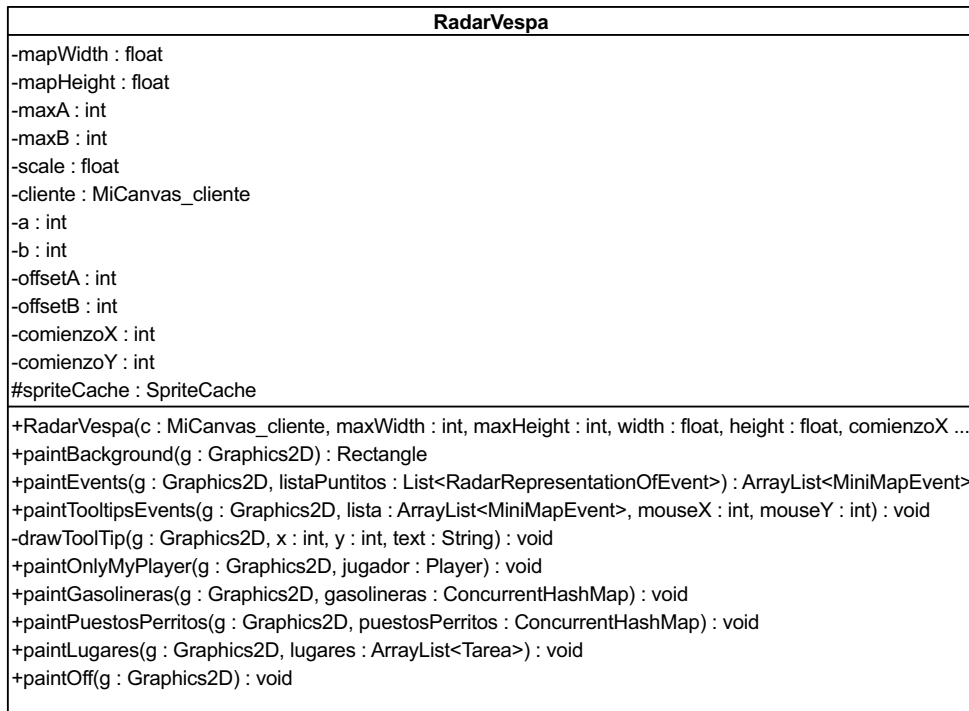 RadarVespa
-mapWidth : float
-mapHeight : float
-maxA : int
-maxB : int
-scale : float
-cliente : MiCanvas_cliente
-a : int
-b : int
-offsetA : int
-offsetB : int
-comienzoX : int
-comienzoY : int
#spriteCache : SpriteCache
+RadarVespa(c : MiCanvas_cliente, maxWidth : int, maxHeight : int, width : float, height : float, comienzoX ...
+paintBackground(g : Graphics2D) : Rectangle
+paintEvents(g : Graphics2D, listaPuntitos : List<RadarRepresentationOfEvent>) : ArrayList<MiniMapEvent>
+paintTooltipsEvents(g : Graphics2D, lista : ArrayList<MiniMapEvent>, mouseX : int, mouseY : int) : void
-drawToolTip(g : Graphics2D, x : int, y : int, text : String) : void
+paintOnlyMyPlayer(g : Graphics2D, jugador : Player) : void
+paintGasolineras(g : Graphics2D, gasolineras : ConcurrentHashMap) : void
+paintPuestosPerritos(g : Graphics2D, puestosPerritos : ConcurrentHashMap) : void
+paintLugares(g : Graphics2D, lugares : ArrayList<Tarea>) : void
+paintOff(g : Graphics2D) : void